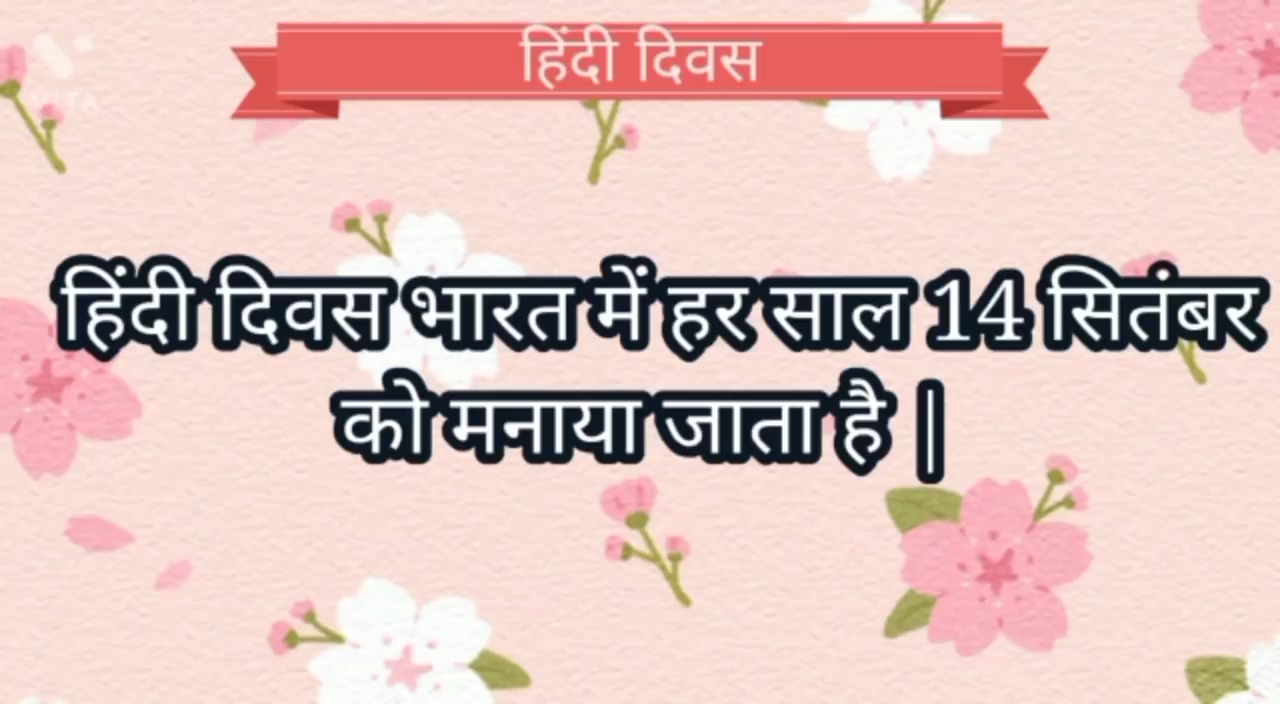 हिंदी दिवस
हिंदी दिवस भारत में हर साल 14 सितंबर
को मनाया जाता है |